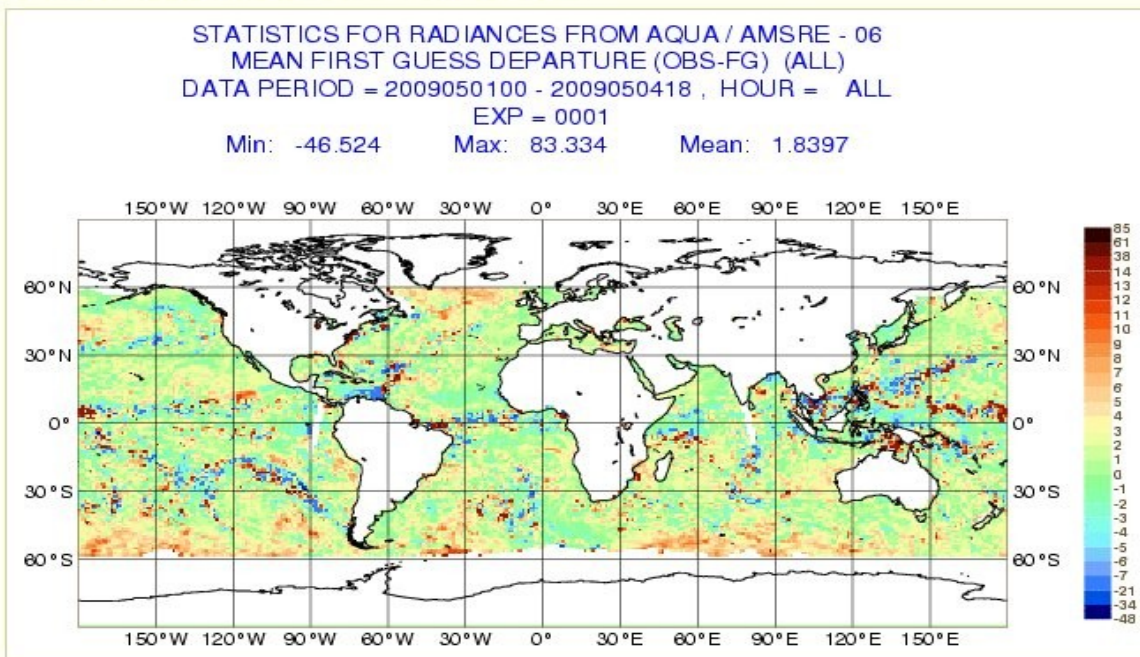 STATISTICS FOR RADIANCES FROM AQUA / AMSRE - 06
MEAN FIRST GUESS DEPARTURE (OBS-FG) (ALL)
DATA PERIOD = 2009050100 - 2009050418 , HOUR = ALL
EXP = 0001
Min: -46.524 Max: 83.334 Mean: 1.8397
150°W 120°W 90°W 60°W 30°W 0° 30°E 60°E 90°E 120°E 150°E
60°N 60°N
30°N 30°N
0° 0°
30°S 30°S
60°S 60°S
150°W 120°W 90°W 60°W 30°W 0° 30°E 60°E 90°E 120°E 150°E
85
61
38
14
13
12
11
10
9
8
7
6
5
4
3
2
1
0
-1
-2
-3
-4
-5
-6
-7
-21
-34
-48